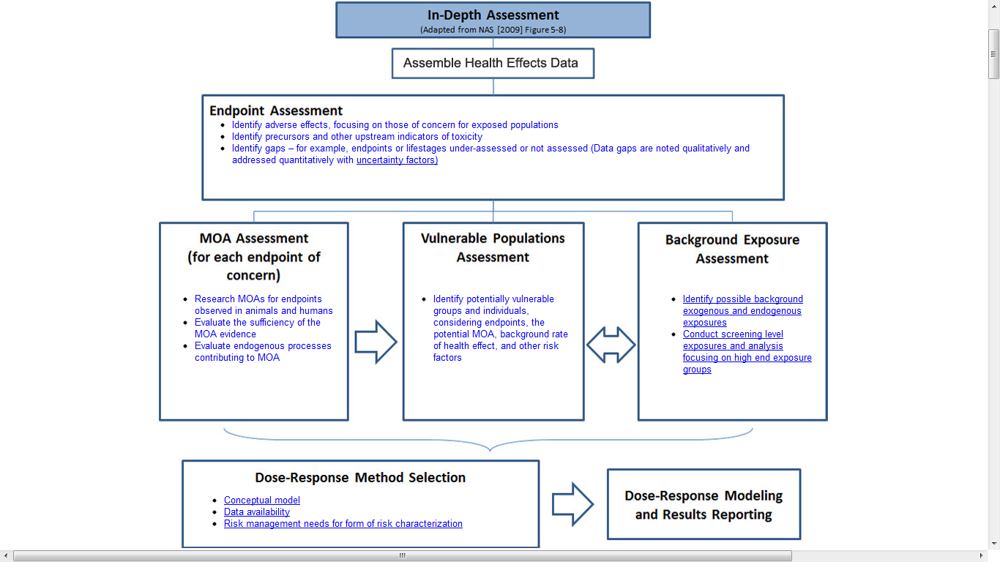 In-Depth Assessment
(Adapted from NAS [2009] Figure 5-8)
Assemble Health Effects Data
Endpoint Assessment
• Identify adverse effects, focusing on those of concern for exposed populations
• Identify precursors and other upstream indicators of toxicity
• Identify gaps – for example, endpoints or lifestages under-assessed or not assessed (Data gaps are noted qualitatively and
addressed quantitatively with uncertainty factors)
MOA Assessment
(for each endpoint of
concern)
• Research MOAs for endpoints
observed in animals and humans
• Evaluate the sufficiency of the
MOA evidence
• Evaluate endogenous processes
contributing to MOA
Vulnerable Populations
Assessment
• Identify potentially vulnerable
groups and individuals,
considering endpoints, the
potential MOA, background rate
of health effect, and other risk
factors
Background Exposure
Assessment
• Identify possible background
exogenous and endogenous
exposures
• Conduct screening level
exposures and analysis
focusing on high end exposure
groups
Dose-Response Method Selection
• Conceptual model
• Data availability
• Risk management needs for form of risk characterization
Dose-Response Modeling
and Results Reporting